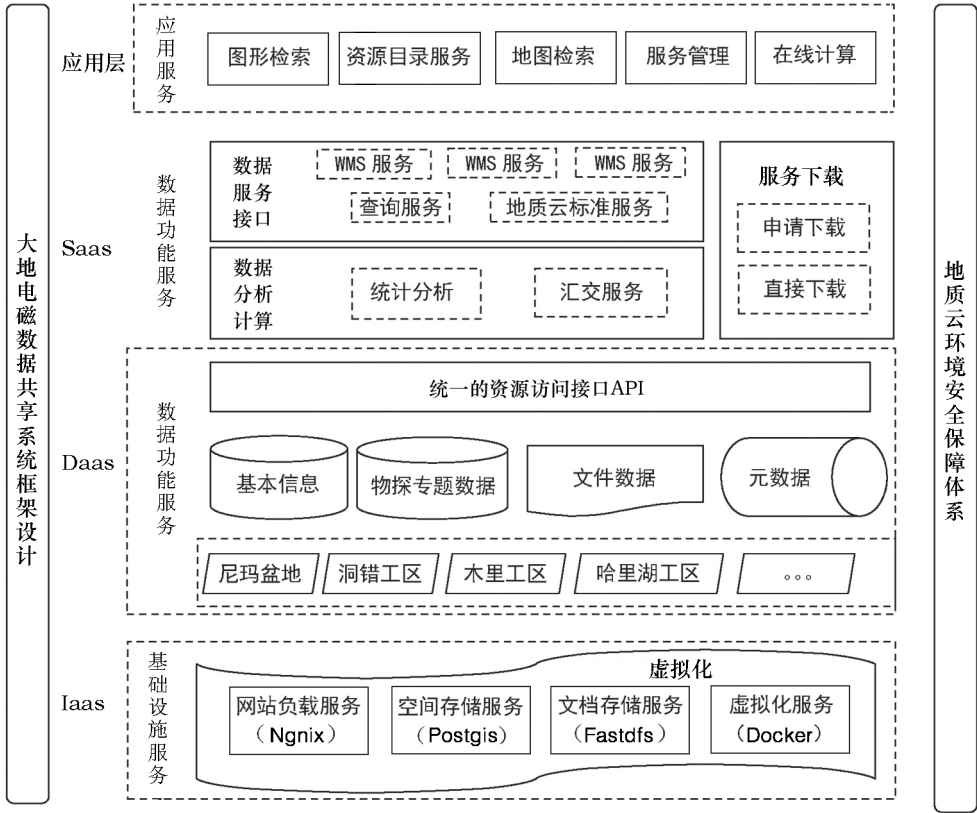 大地电磁数据共享系统框架设计
应用层
应用服务
图形检索
资源目录服务
地图检索
服务管理
在线计算
Saas
数据功能服务
数据服务接口
WMS 服务
WMS 服务
WMS 服务
查询服务
地质云标准服务
数据分析计算
统计分析
汇交服务
服务下载
申请下载
直接下载
Daas
数据功能服务
统一的资源访问接口API
基本信息
物探专题数据
文件数据
元数据
尼玛盆地
洞错工区
木里工区
哈里湖工区
。。。
Iaas
基础设施服务
虚拟化
网站负载服务
（Ngnix）
空间存储服务
（Postgis）
文档存储服务
（Fastdfs）
虚拟化服务
（Docker）
地质云环境安全保障体系